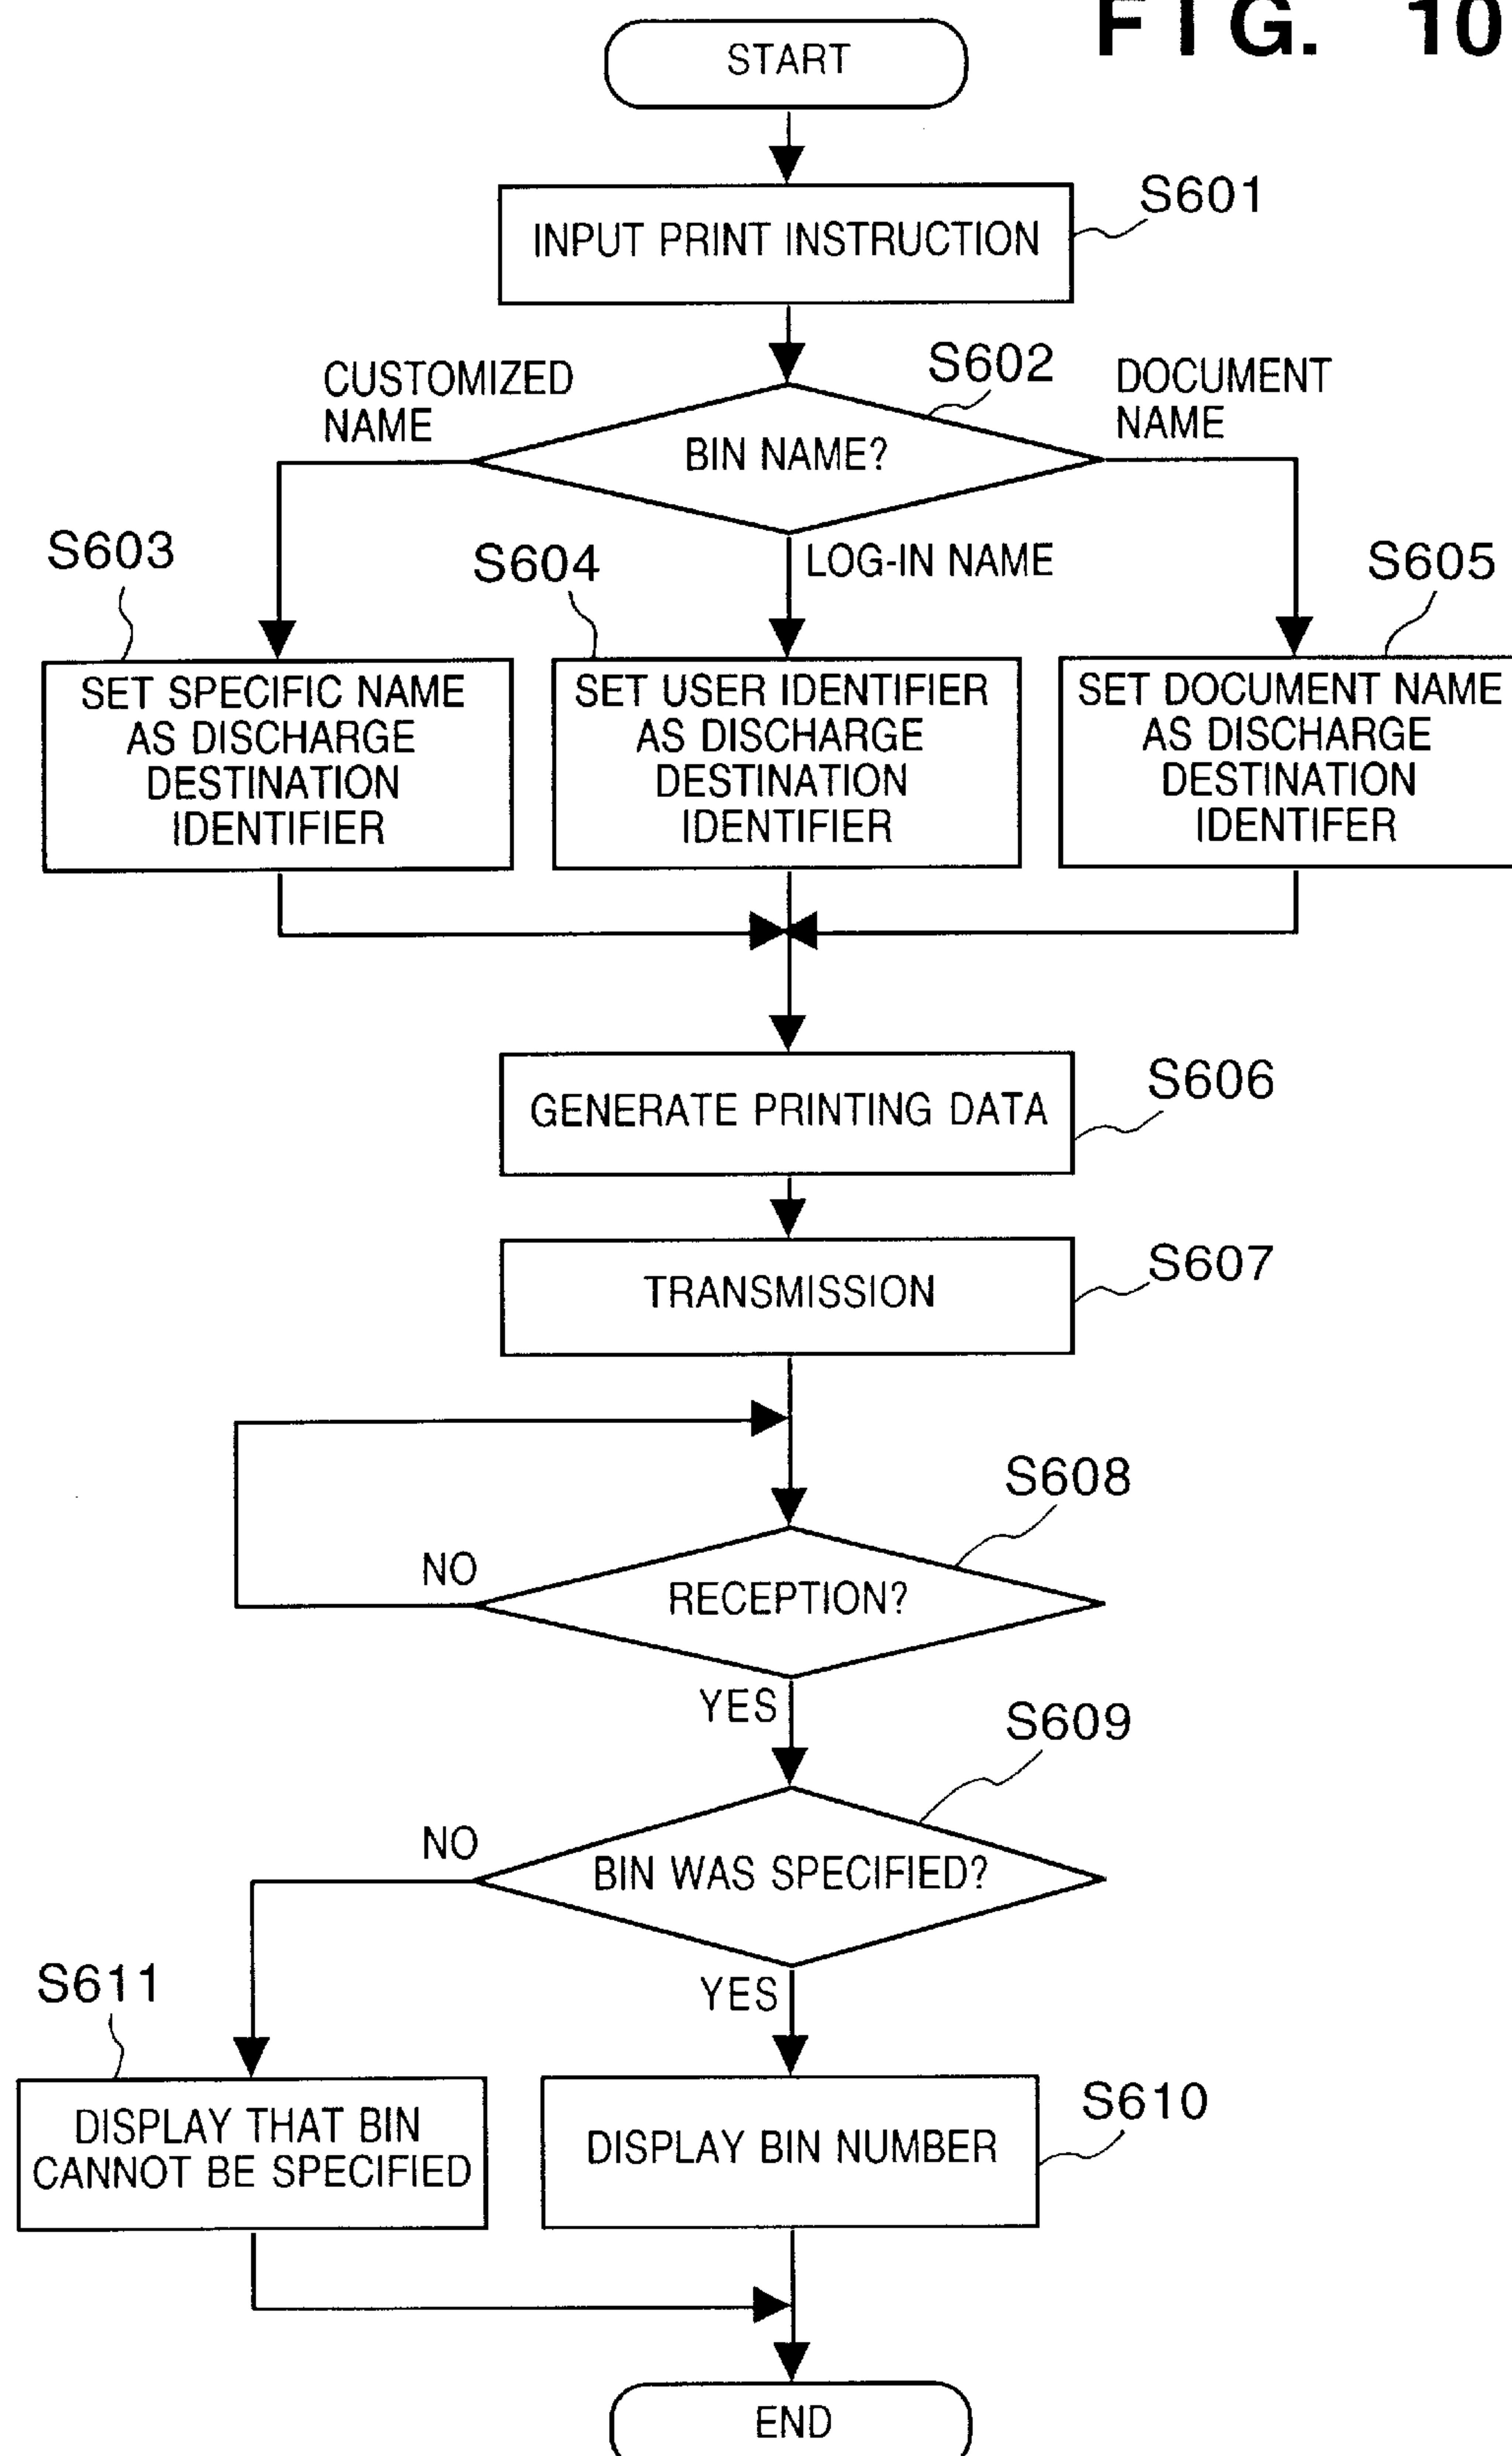 FIG. 10
START
INPUT PRINT INSTRUCTION
S601
S602
CUSTOMIZED
NAME
DOCUMENT
NAME
BIN NAME?
LOG-IN NAME
S603
S604
S605
SET SPECIFIC NAME
AS DISCHARGE
DESTINATION
IDENTIFIER
SET USER IDENTIFIER
AS DISCHARGE
DESTINATION
IDENTIFIER
SET DOCUMENT NAME
AS DISCHARGE
DESTINATION
IDENTIFER
GENERATE PRINTING DATA
S606
TRANSMISSION
S607
S608
NO
RECEPTION?
YES
S609
NO
BIN WAS SPECIFIED?
YES
S611
DISPLAY THAT BIN
CANNOT BE SPECIFIED
DISPLAY BIN NUMBER
S610
END